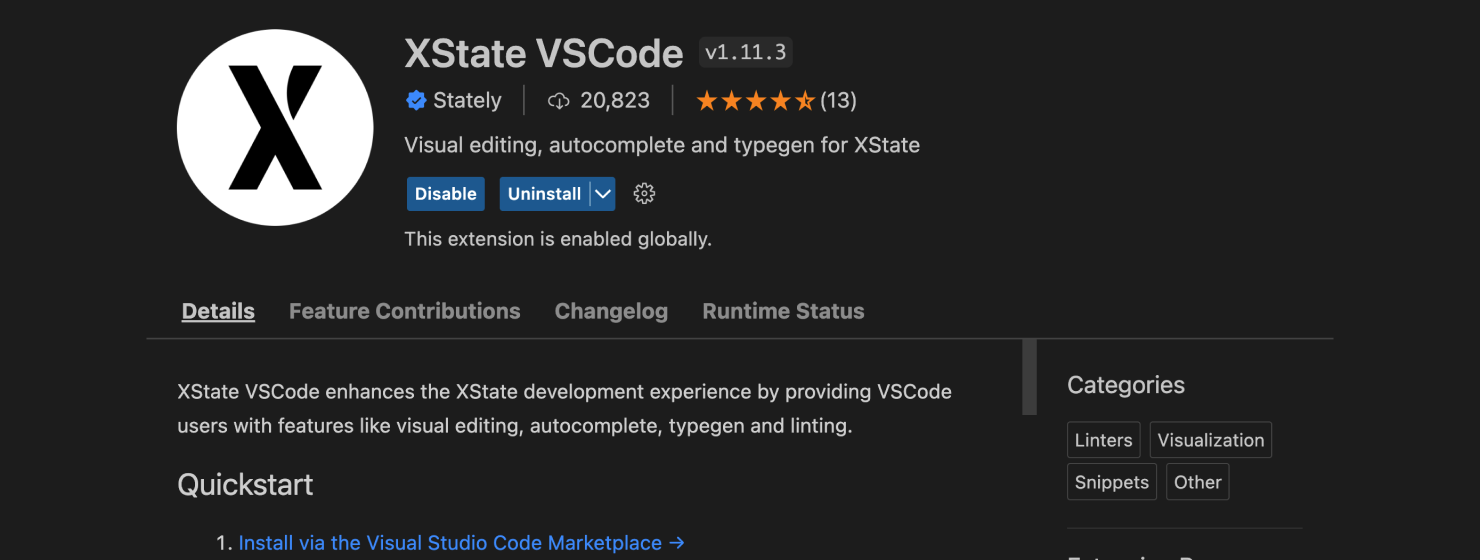 XState VSCode v1.11.3
Stately 20,823 (13)
Visual editing, autocomplete and typegen for XState
Disable Uninstall
This extension is enabled globally.
Details Feature Contributions Changelog Runtime Status
XState VSCode enhances the XState development experience by providing VSCode
users with features like visual editing, autocomplete, typegen and linting.
Quickstart
1. Install via the Visual Studio Code Marketplace →
Categories
Linters Visualization
Snippets Other